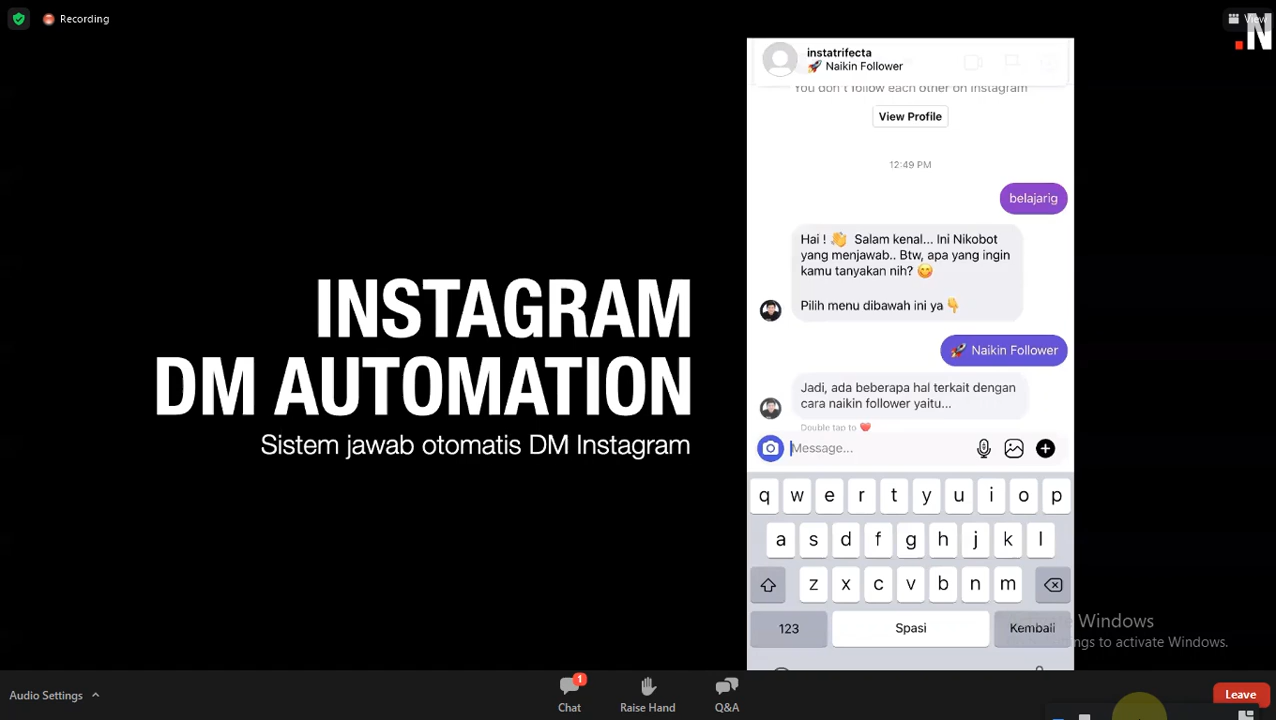 Recording
View
.N
instatrifecta
🚀 Naikin Follower
You don't follow each other on Instagram
View Profile
12:49 PM
belajarig
Hai ! 👋 Salam kenal... Ini Nikobot
yang menjawab.. Btw, apa yang ingin
kamu tanyakan nih? 😋
Pilih menu dibawah ini ya 👇
🚀 Naikin Follower
Jadi, ada beberapa hal terkait dengan
cara naikin follower yaitu...
Double tap to ❤️
Message...
INSTAGRAM
DM AUTOMATION
Sistem jawab otomatis DM Instagram
q w e r t y u i o p
a s d f g h j k l
z x c v b n m
123 Spasi Kembali
Windows
ngs to activate Windows.
Audio Settings
1
Chat
Raise Hand
Q&A
Leave